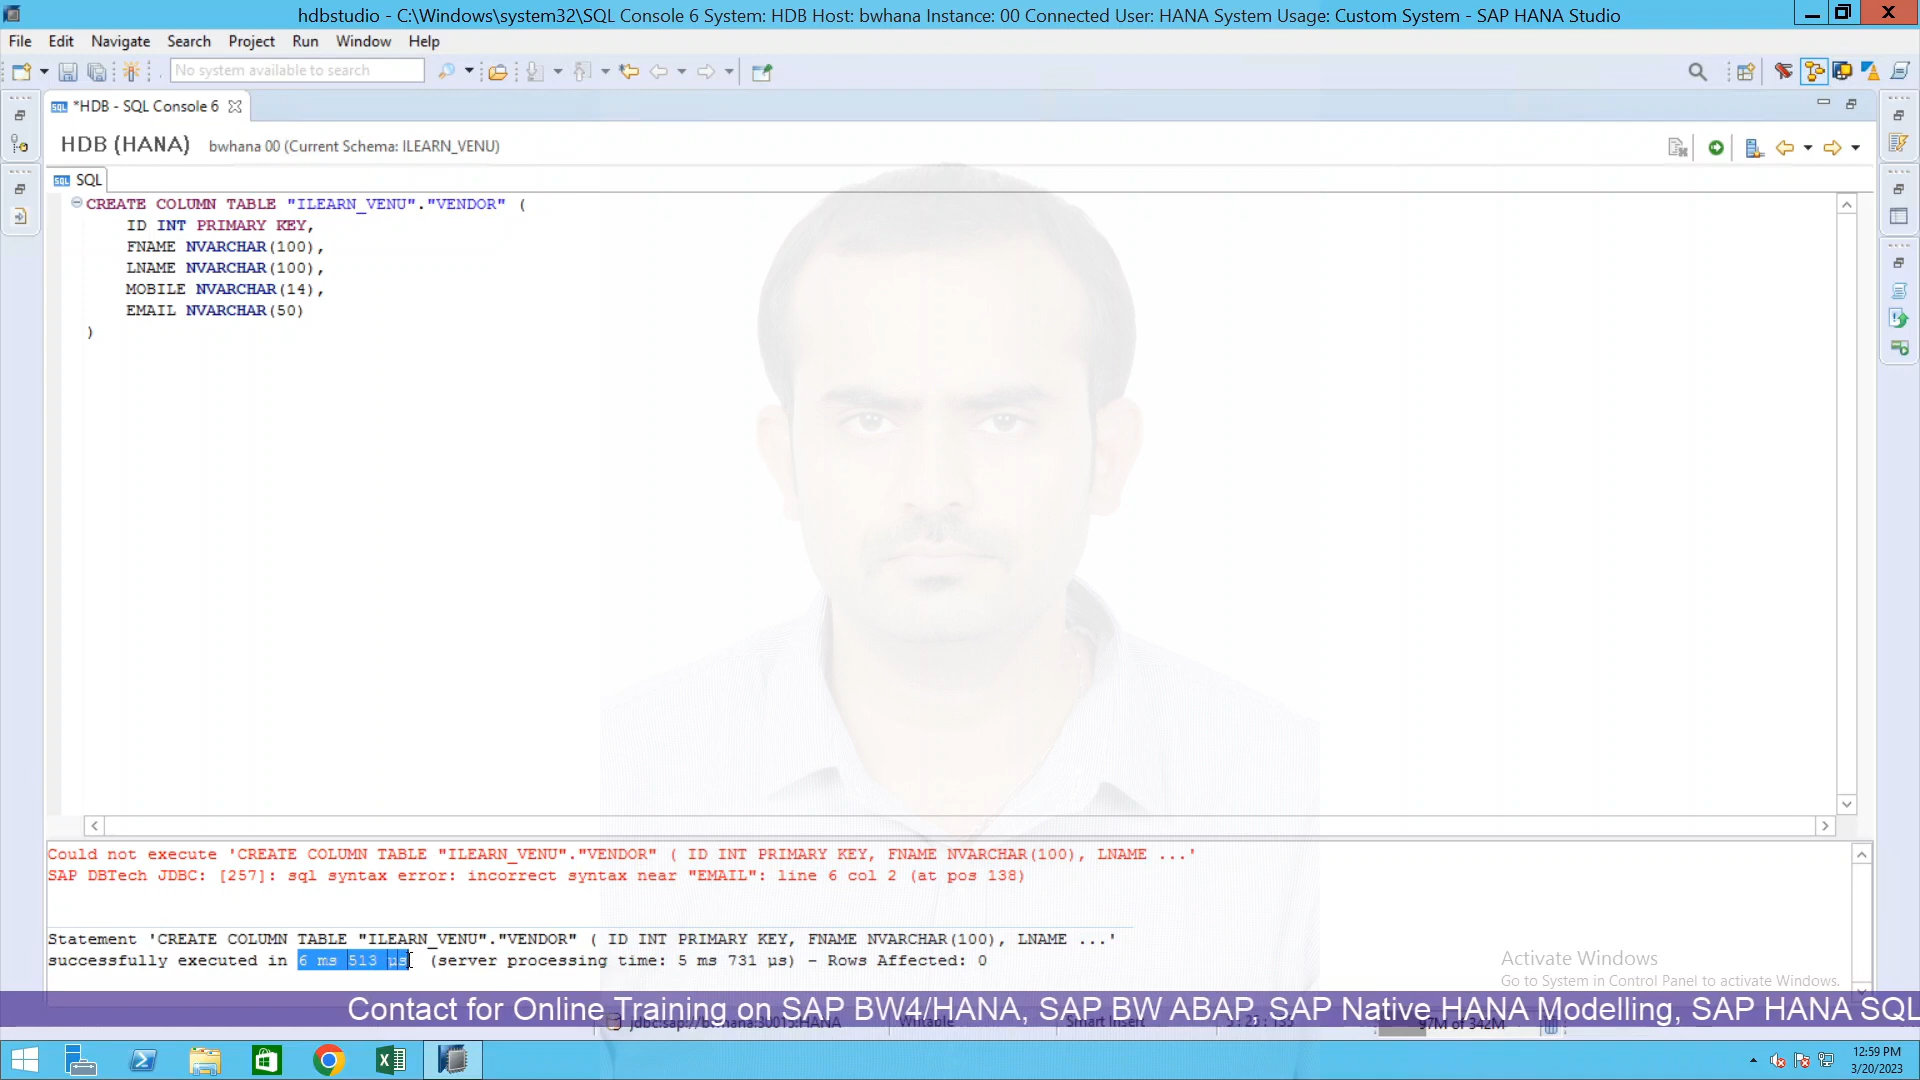 hdbstudio - C:\Windows\system32\SQL Console 6 System: HDB Host: bwhana Instance: 00 Connected User: HANA System Usage: Custom System - SAP HANA Studio
File Edit Navigate Search Project Run Window Help
No system available to search
*HDB - SQL Console 6
HDB (HANA) bwhana 00 (Current Schema: ILEARN_VENU)
SQL
CREATE COLUMN TABLE "ILEARN_VENU"."VENDOR" (
ID INT PRIMARY KEY,
FNAME NVARCHAR(100),
LNAME NVARCHAR(100),
MOBILE NVARCHAR(14),
EMAIL NVARCHAR(50)
)
Could not execute 'CREATE COLUMN TABLE "ILEARN_VENU"."VENDOR" ( ID INT PRIMARY KEY, FNAME NVARCHAR(100), LNAME ...'
SAP DBTech JDBC: [257]: sql syntax error: incorrect syntax near "EMAIL": line 6 col 2 (at pos 138)
Statement 'CREATE COLUMN TABLE "ILEARN_VENU"."VENDOR" ( ID INT PRIMARY KEY, FNAME NVARCHAR(100), LNAME ...'
successfully executed in 6 ms 513 µs (server processing time: 5 ms 731 µs) - Rows Affected: 0
Activate Windows
Go to System in Control Panel to activate Windows.
Contact for Online Training on SAP BW4/HANA, SAP BW ABAP, SAP Native HANA Modelling, SAP HANA SQL
Writable Smart Insert 97M of 342M
12:59 PM
3/20/2023